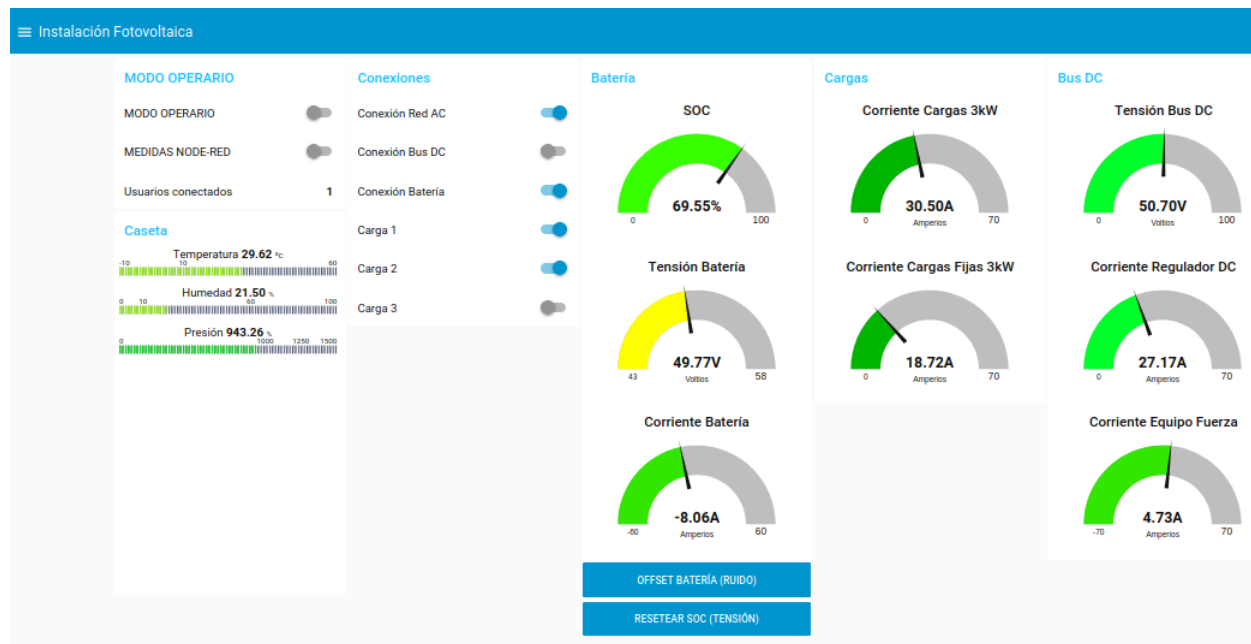 Instalación Fotovoltaica
MODO OPERARIO
MODO OPERARIO
MEDIDAS NODE-RED
Usuarios conectados 1
Caseta
Temperatura 29.62 °C
-10 10 60
Humedad 21.50 %
0 10 60 100
Presión 943.26 %
0 1000 1250 1500
Conexiones
Conexión Red AC
Conexión Bus DC
Conexión Batería
Carga 1
Carga 2
Carga 3
Batería
SOC
69.55%
0 100
Tensión Batería
49.77V
43 Voltios 58
Corriente Batería
-8.06A
-60 Amperios 60
OFFSET BATERÍA (RUIDO)
RESETEAR SOC (TENSIÓN)
Cargas
Corriente Cargas 3kW
30.50A
0 Amperios 70
Corriente Cargas Fijas 3kW
18.72A
0 Amperios 70
Bus DC
Tensión Bus DC
50.70V
0 Voltios 100
Corriente Regulador DC
27.17A
0 Amperios 70
Corriente Equipo Fuerza
4.73A
-70 Amperios 70